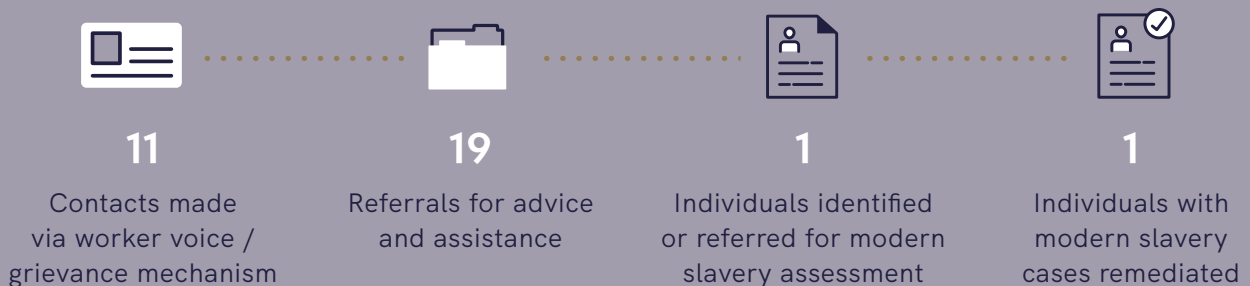 11
Contacts made
via worker voice /
grievance mechanism
19
Referrals for advice
and assistance
1
Individuals identified
or referred for modern
slavery assessment
1
Individuals with
modern slavery
cases remediated